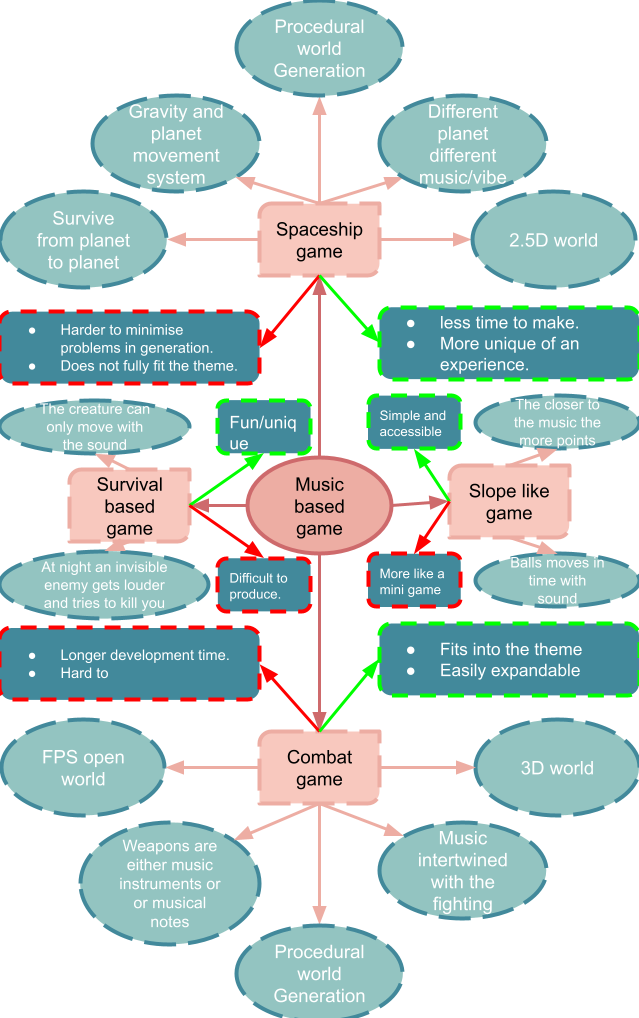 Procedural
world
Generation
Gravity and
planet
movement
system
Different
planet
different
music/vibe
Survive
from planet
to planet
Spaceship
game
2.5D world
● Harder to minimise
problems in generation.
● Does not fully fit the theme.
● less time to make.
● More unique of an
experience.
The creature can
only move with
the sound
Fun/uniq
ue
Simple and
accessible
The closer to
the music the
more points
Survival
based
game
Music
based
game
Slope like
game
At night an invisible
enemy gets louder
and tries to kill you
Difficult to
produce.
More like a
mini game
Balls moves in
time with
sound
● Longer development time.
● Hard to
● Fits into the theme
● Easily expandable
FPS open
world
Combat
game
3D world
Weapons are
either music
instruments or
or musical
notes
Music
intertwined
with the
fighting
Procedural
world
Generation